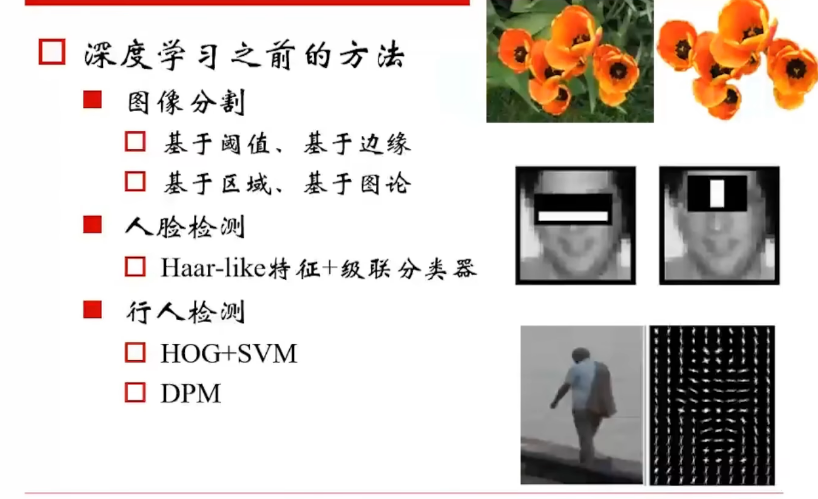 深度学习之前的方法
图像分割
基于阈值、基于边缘
基于区域、基于图论
人脸检测
Haar-like特征+级联分类器
行人检测
HOG+SVM
DPM